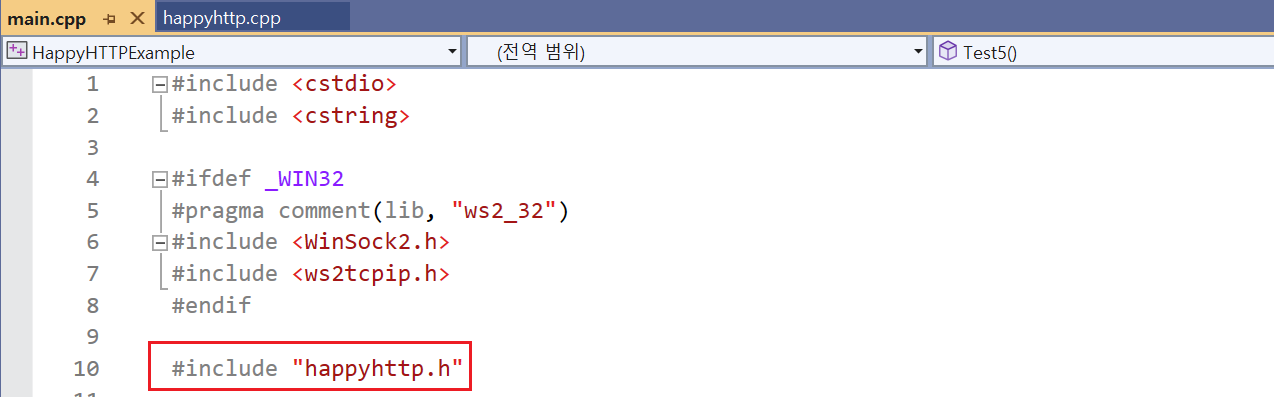 main.cpp happyhttp.cpp
HappyHTTPExample (전역 범위) Test5()
1 #include <cstdio>
2 #include <cstring>
3
4 #ifdef _WIN32
5 #pragma comment(lib, "ws2_32")
6 #include <WinSock2.h>
7 #include <ws2tcpip.h>
8 #endif
9
10 #include "happyhttp.h"